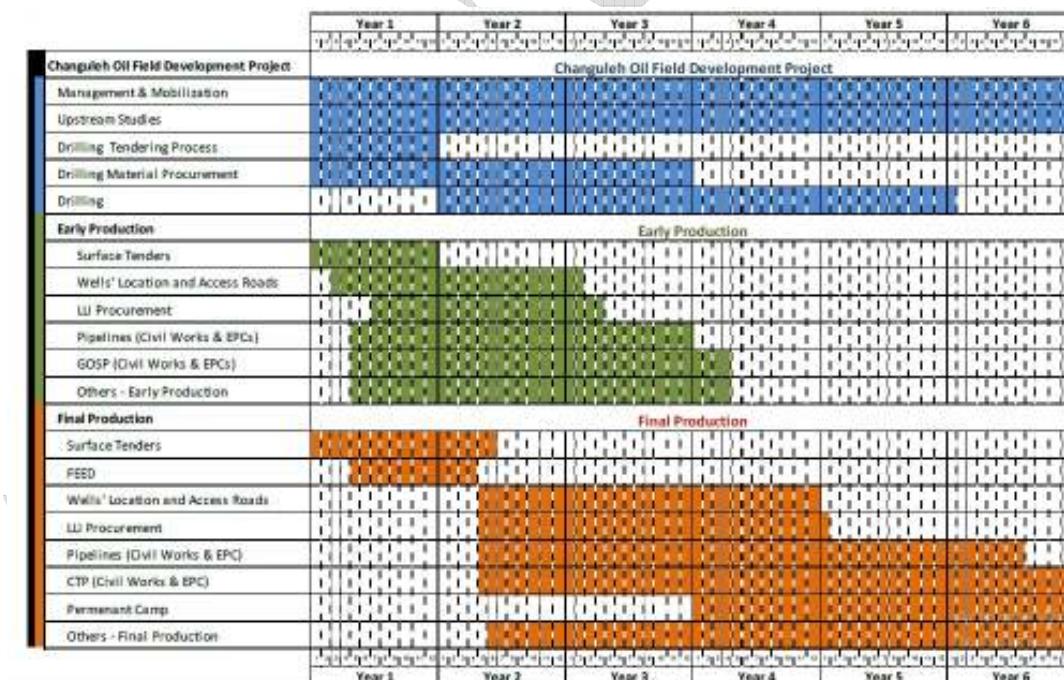 Year 1 Year 2 Year 3 Year 4 Year 5 Year 6
Changuleh Oil Field Development Project Changuleh Oil Field Development Project
Management & Mobilization
Upstream Studies
Drilling Tendering Process
Drilling Material Procurement
Drilling
Early Production Early Production
Surface Tenders
Wells' Location and Access Roads
LLI Procurement
Pipelines (Civil Works & EPCs)
GOSP (Civil Works & EPCs)
Others - Early Production
Final Production Final Production
Surface Tenders
FEED
Wells' Location and Access Roads
LLI Procurement
Pipelines (Civil Works & EPC)
CTP (Civil Works & EPC)
Permenant Camp
Others - Final Production
Year 1 Year 2 Year 3 Year 4 Year 5 Year 6